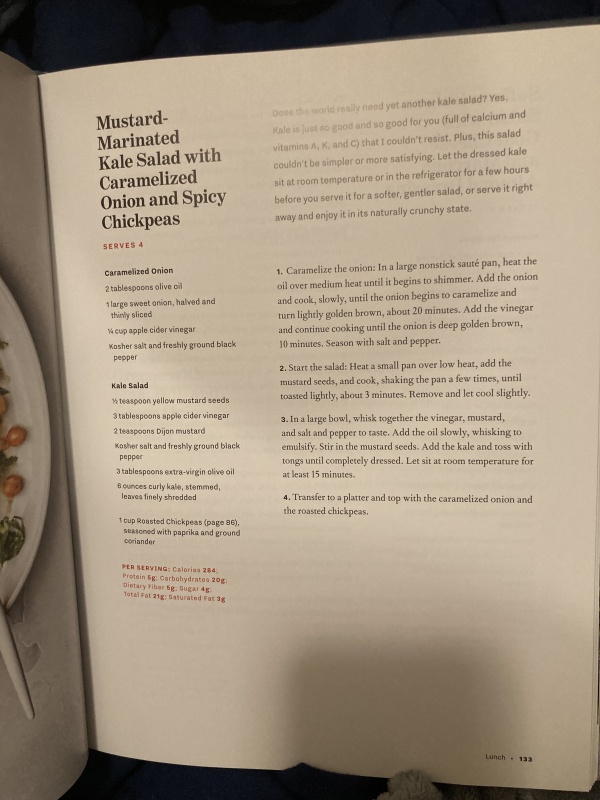 Mustard-
Marinated
Kale Salad with
Caramelized
Onion and Spicy
Chickpeas
SERVES 4
Caramelized Onion
2 tablespoons olive oil
1 large sweet onion, halved and
thinly sliced
¼ cup apple cider vinegar
Kosher salt and freshly ground black
pepper
Kale Salad
½ teaspoon yellow mustard seeds
3 tablespoons apple cider vinegar
2 teaspoons Dijon mustard
Kosher salt and freshly ground black
pepper
3 tablespoons extra-virgin olive oil
6 ounces curly kale, stemmed,
leaves finely shredded
1 cup Roasted Chickpeas (page 86),
seasoned with paprika and ground
coriander
PER SERVING: Calories 284;
Protein 5g; Carbohydrates 20g;
Dietary Fiber 5g; Sugar 4g;
Total Fat 21g; Saturated Fat 3g
Does the world really need yet another kale salad? Yes.
Kale is just so good and so good for you (full of calcium and
vitamins A, K, and C) that I couldn't resist. Plus, this salad
couldn't be simpler or more satisfying. Let the dressed kale
sit at room temperature or in the refrigerator for a few hours
before you serve it for a softer, gentler salad, or serve it right
away and enjoy it in its naturally crunchy state.
1. Caramelize the onion: In a large nonstick sauté pan, heat the
oil over medium heat until it begins to shimmer. Add the onion
and cook, slowly, until the onion begins to caramelize and
turn lightly golden brown, about 20 minutes. Add the vinegar
and continue cooking until the onion is deep golden brown,
10 minutes. Season with salt and pepper.
2. Start the salad: Heat a small pan over low heat, add the
mustard seeds, and cook, shaking the pan a few times, until
toasted lightly, about 3 minutes. Remove and let cool slightly.
3. In a large bowl, whisk together the vinegar, mustard,
and salt and pepper to taste. Add the oil slowly, whisking to
emulsify. Stir in the mustard seeds. Add the kale and toss with
tongs until completely dressed. Let sit at room temperature for
at least 15 minutes.
4. Transfer to a platter and top with the caramelized onion and
the roasted chickpeas.
Lunch • 133